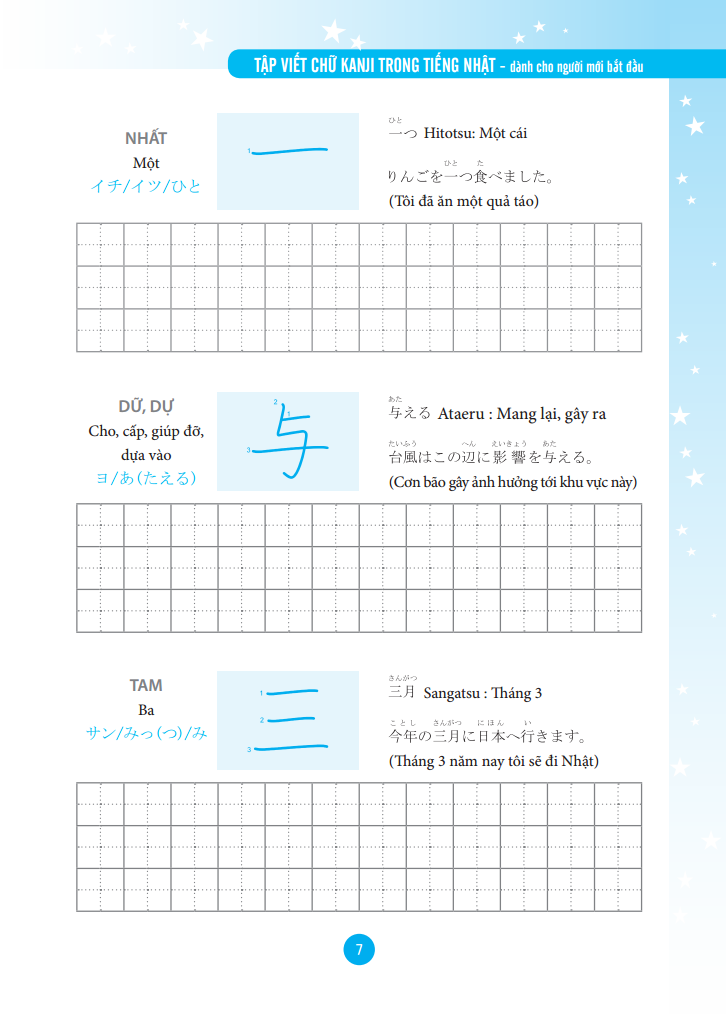 TẬP VIẾT CHỮ KANJI TRONG TIẾNG NHẬT – dành cho người mới bắt đầu
NHẤT
Một
イチ/イツ/ひと
1
ひと
一つ Hitotsu: Một cái
ひと た
りんごを一つ食べました。
(Tôi đã ăn một quả táo)
DỮ, DỰ
Cho, cấp, giúp đỡ,
dựa vào
ヨ/あ(たえる)
2
1
3
与
あた
与える Ataeru : Mang lại, gây ra
たいふう へん えいきょう あた
台風はこの辺に影響を与える。
(Cơn bão gây ảnh hưởng tới khu vực này)
TAM
Ba
サン/みっ(つ)/み
1
2
3
三
さんがつ
三月 Sangatsu : Tháng 3
ことし さんがつ にほん い
今年の三月に日本へ行きます。
(Tháng 3 năm nay tôi sẽ đi Nhật)
7